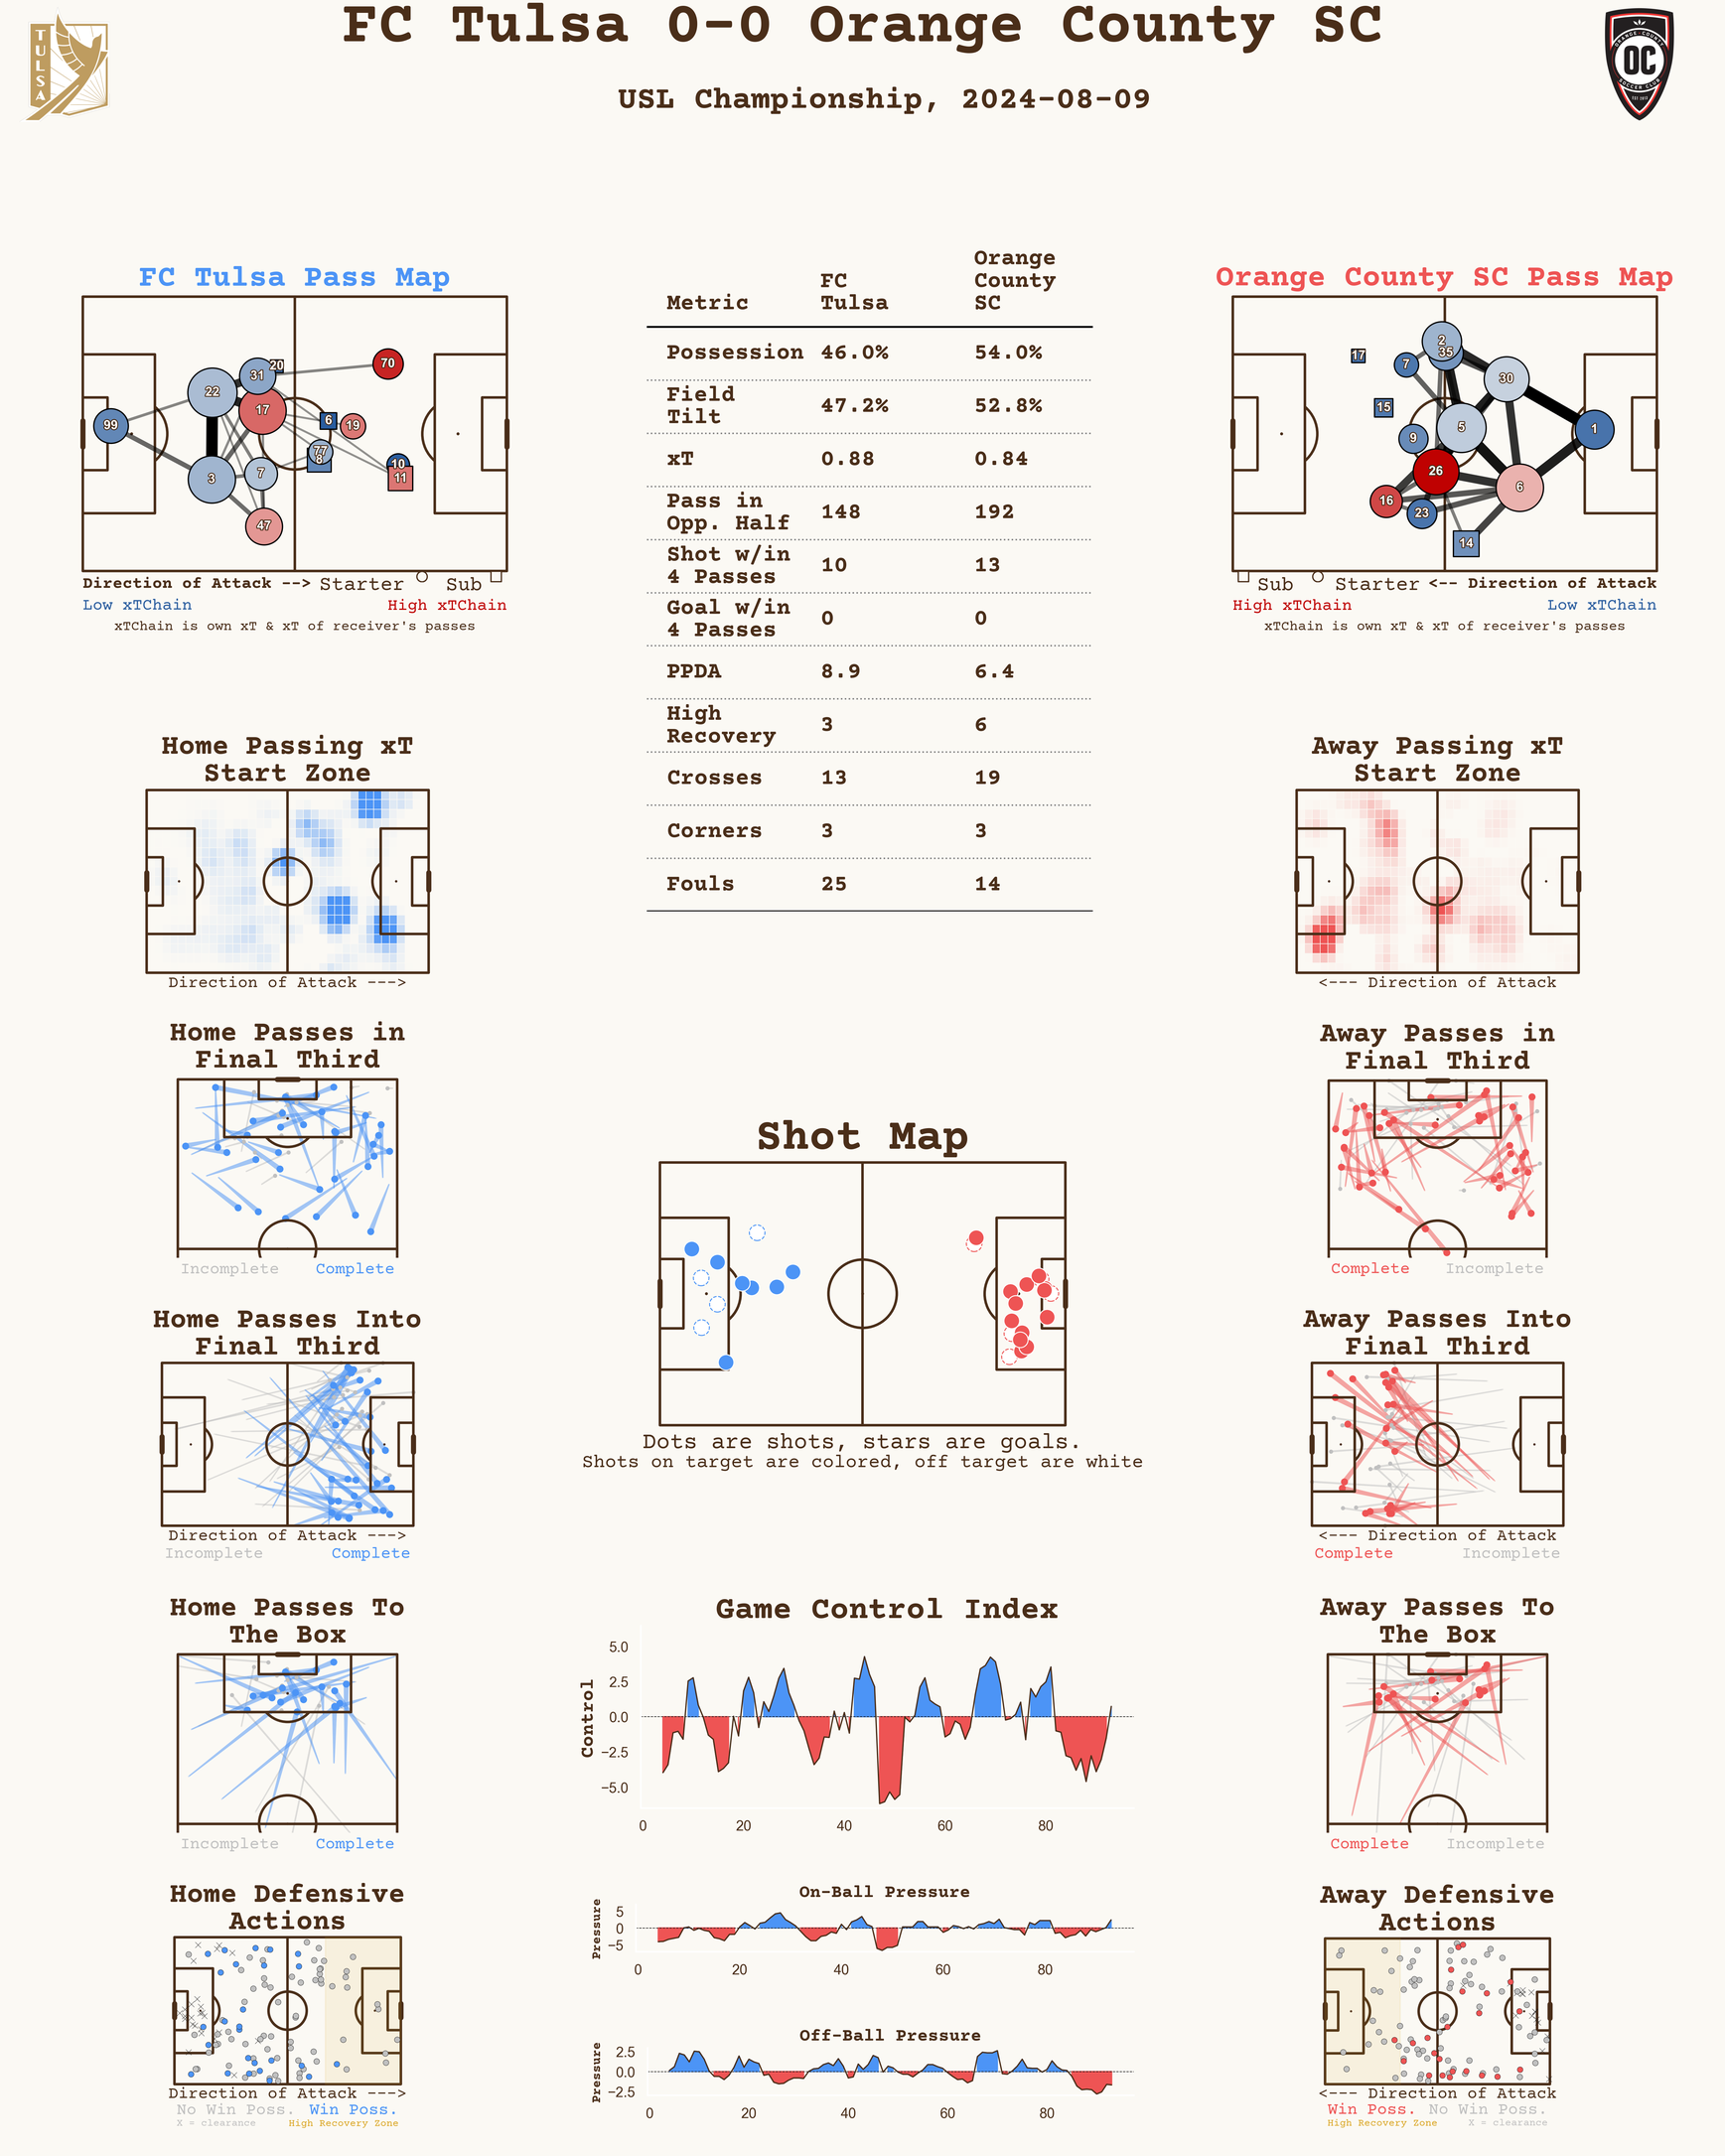 FC Tulsa 0-0 Orange County SC
USL Championship, 2024-08-09
TULSA
ORANGE COUNTY
OC
SOCCER CLUB
FC Tulsa Pass Map
99
22
3
31
20
17
7
47
6
19
77
8
70
10
11
Direction of Attack --> Starter Sub
Low xTChain High xTChain
xTChain is own xT & xT of receiver's passes
Metric FC Tulsa Orange County SC
Possession 46.0% 54.0%
Field Tilt 47.2% 52.8%
xT 0.88 0.84
Pass in Opp. Half 148 192
Shot w/in 4 Passes 10 13
Goal w/in 4 Passes 0 0
PPDA 8.9 6.4
High Recovery 3 6
Crosses 13 19
Corners 3 3
Fouls 25 14
Orange County SC Pass Map
17
7
2
35
30
15
9
5
1
26
16
23
6
14
Sub Starter <-- Direction of Attack
High xTChain Low xTChain
xTChain is own xT & xT of receiver's passes
Home Passing xT
Start Zone
Direction of Attack --->
Away Passing xT
Start Zone
<--- Direction of Attack
Home Passes in
Final Third
Incomplete Complete
Away Passes in
Final Third
Complete Incomplete
Shot Map
Dots are shots, stars are goals.
Shots on target are colored, off target are white
Home Passes Into
Final Third
Direction of Attack --->
Incomplete Complete
Away Passes Into
Final Third
<--- Direction of Attack
Complete Incomplete
Home Passes To
The Box
Incomplete Complete
Game Control Index
Control
5.0
2.5
0.0
−2.5
−5.0
0 20 40 60 80
Away Passes To
The Box
Complete Incomplete
Home Defensive
Actions
Direction of Attack --->
No Win Poss. Win Poss.
X = clearance High Recovery Zone
On-Ball Pressure
Pressure
5
0
−5
0 20 40 60 80
Off-Ball Pressure
Pressure
2.5
0.0
−2.5
0 20 40 60 80
Away Defensive
Actions
<--- Direction of Attack
Win Poss. No Win Poss.
High Recovery Zone X = clearance